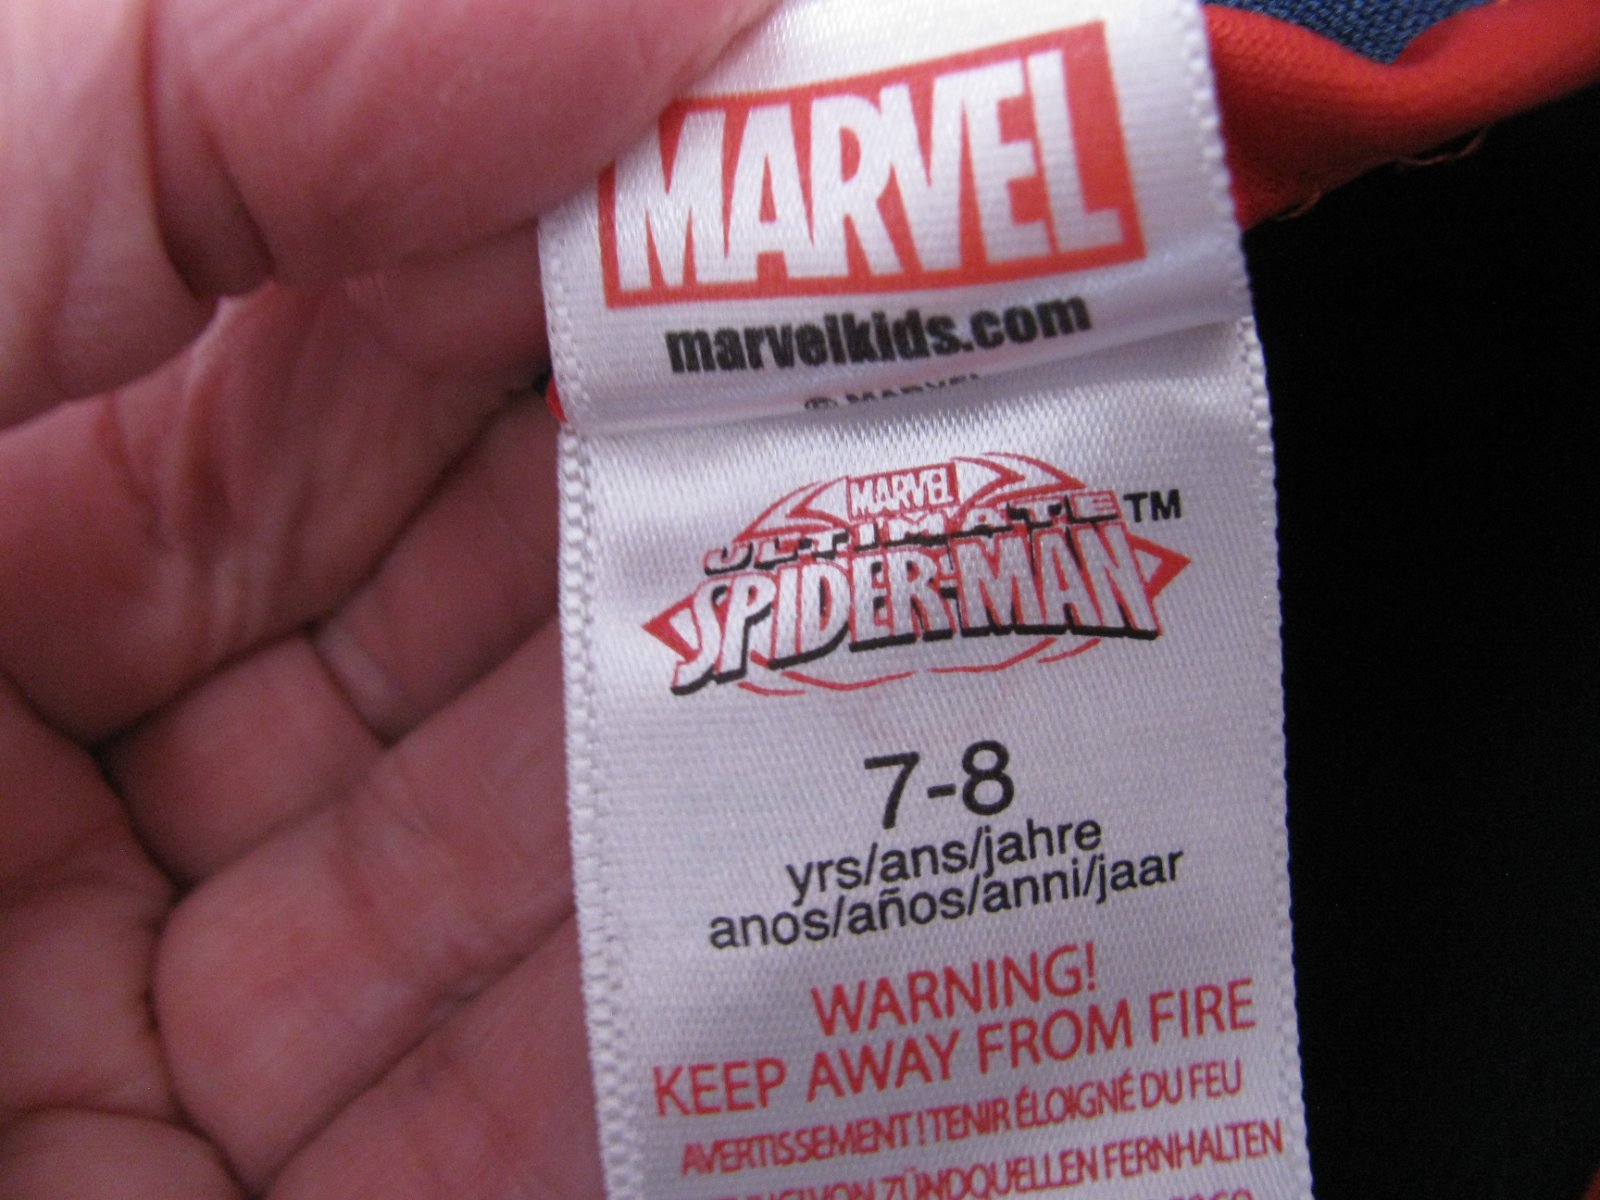 MARVEL
marvelkids.com
© MARVEL
MARVEL
ULTIMATE TM
SPIDER-MAN
7-8
yrs/ans/jahre
anos/años/anni/jaar
WARNING!
KEEP AWAY FROM FIRE
AVERTISSEMENT ! TENIR ÉLOIGNÉ DU FEU
VON ZÜNDQUELLEN FERNHALTEN